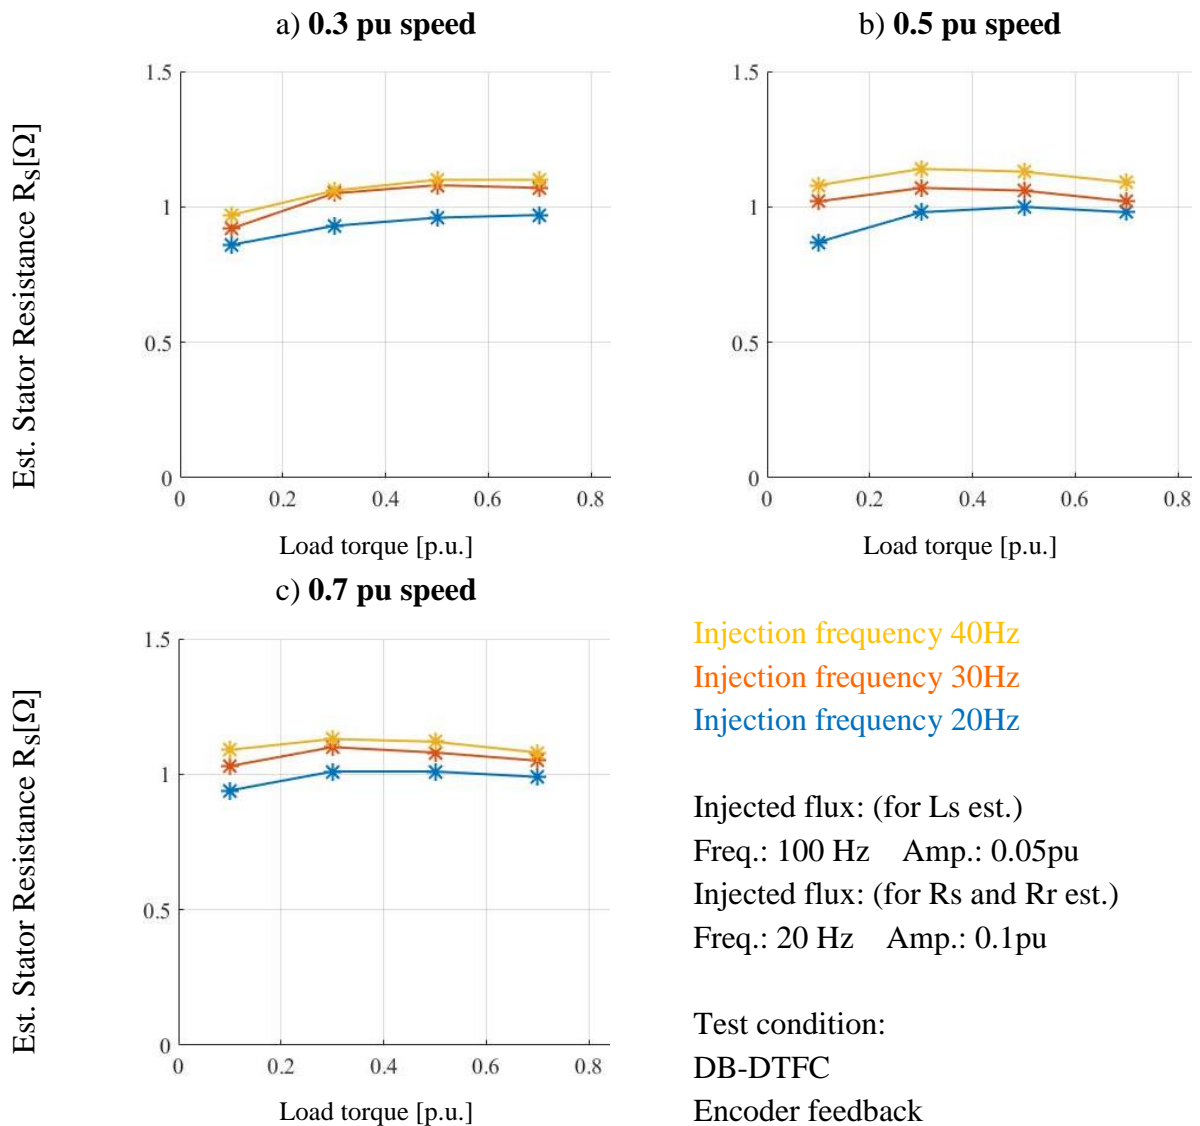 a) 0.3 pu speed
Est. Stator Resistance Rs[Ω]
1.5
1
0.5
0
0 0.2 0.4 0.6 0.8
Load torque [p.u.]
b) 0.5 pu speed
1.5
1
0.5
0
0 0.2 0.4 0.6 0.8
Load torque [p.u.]
c) 0.7 pu speed
Est. Stator Resistance Rs[Ω]
1.5
1
0.5
0
0 0.2 0.4 0.6 0.8
Load torque [p.u.]
Injection frequency 40Hz
Injection frequency 30Hz
Injection frequency 20Hz
Injected flux: (for Ls est.)
Freq.: 100 Hz Amp.: 0.05pu
Injected flux: (for Rs and Rr est.)
Freq.: 20 Hz Amp.: 0.1pu
Test condition:
DB-DTFC
Encoder feedback